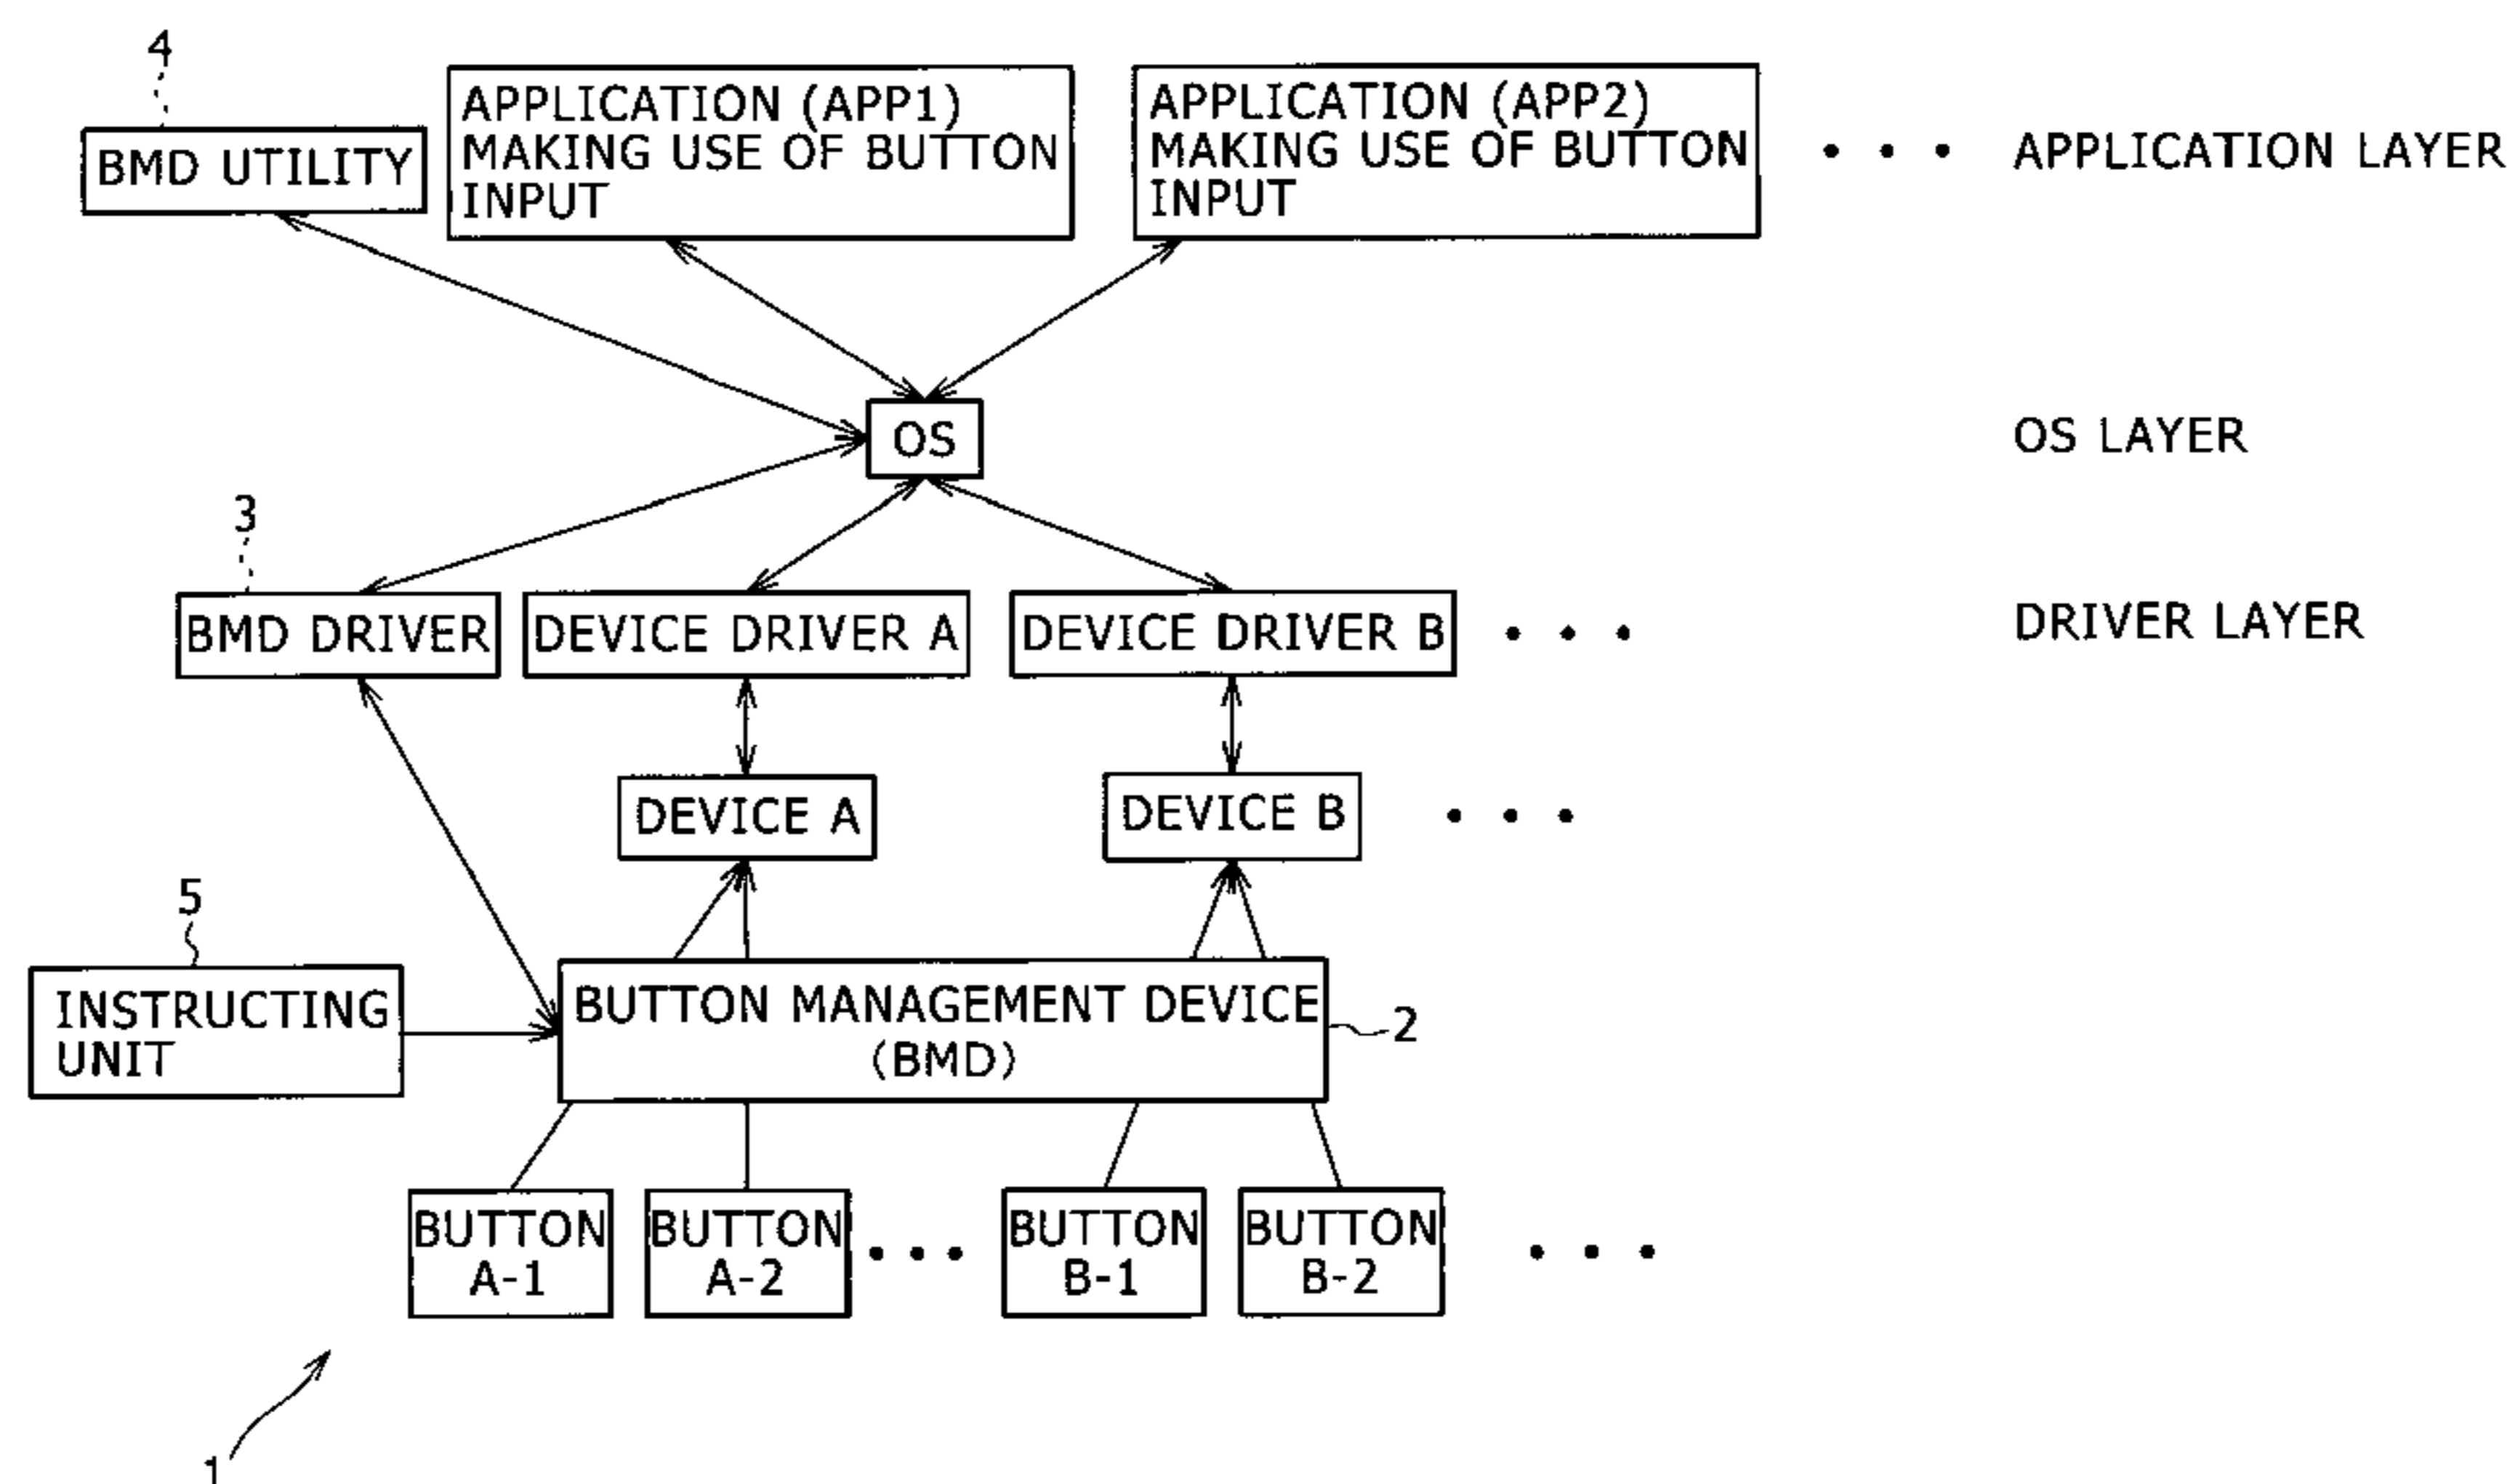 4
BMD UTILITY
APPLICATION (APP1)
MAKING USE OF BUTTON
INPUT
APPLICATION (APP2)
MAKING USE OF BUTTON
INPUT
APPLICATION LAYER
OS
OS LAYER
3
BMD DRIVER
DEVICE DRIVER A
DEVICE DRIVER B
DRIVER LAYER
DEVICE A
DEVICE B
5
INSTRUCTING
UNIT
BUTTON MANAGEMENT DEVICE
(BMD)
2
BUTTON
A-1
BUTTON
A-2
BUTTON
B-1
BUTTON
B-2
1